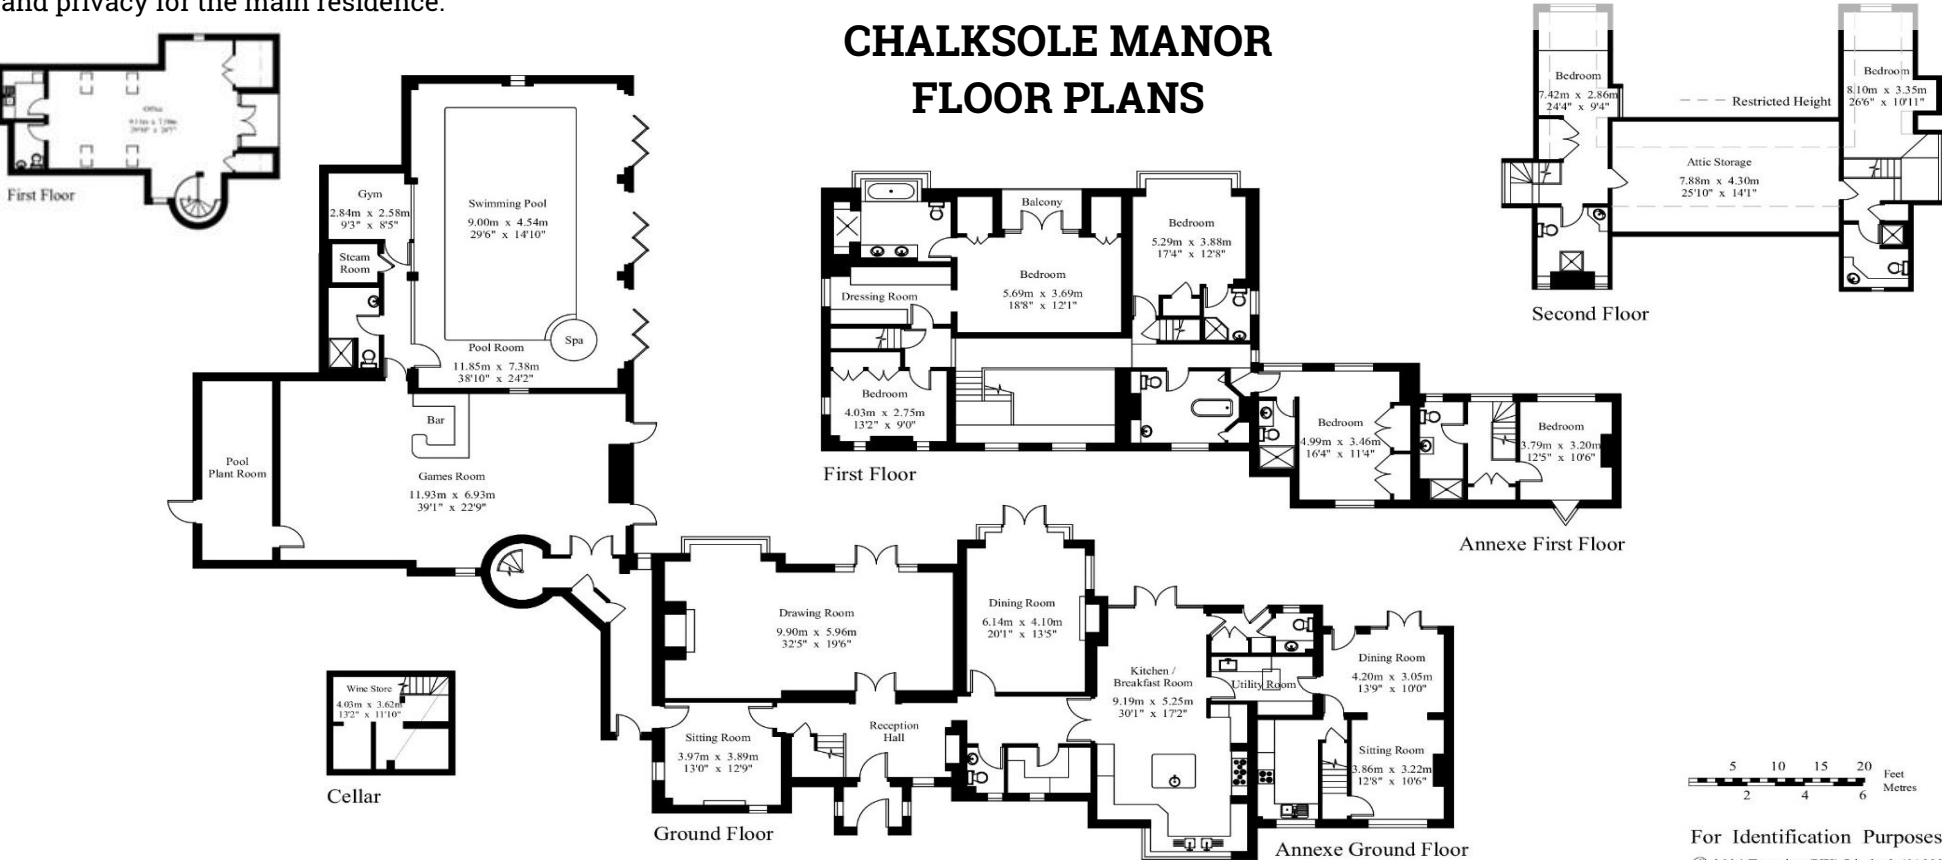 and privacy for the main residence.
CHALKSOLE MANOR
FLOOR PLANS
Office
First Floor
Gym
2.84m x 2.58m
9'3" x 8'5"
Steam
Room
Swimming Pool
9.00m x 4.54m
29'6" x 14'10"
Spa
Pool Room
11.85m x 7.38m
38'10" x 24'2"
Bar
Pool
Plant Room
Games Room
11.93m x 6.93m
39'1" x 22'9"
Balcony
Bedroom
5.29m x 3.88m
17'4" x 12'8"
Bedroom
5.69m x 3.69m
18'8" x 12'1"
Dressing Room
Bedroom
4.03m x 2.75m
13'2" x 9'0"
First Floor
Bedroom
4.99m x 3.46m
16'4" x 11'4"
Bedroom
3.79m x 3.20m
12'5" x 10'6"
Annexe First Floor
Bedroom
7.42m x 2.86m
24'4" x 9'4"
Restricted Height
Bedroom
8.10m x 3.35m
26'6" x 10'11"
Attic Storage
7.88m x 4.30m
25'10" x 14'1"
Second Floor
Wine Store
4.03m x 3.62m
13'2" x 11'10"
Cellar
Drawing Room
9.90m x 5.96m
32'5" x 19'6"
Dining Room
6.14m x 4.10m
20'1" x 13'5"
Kitchen /
Breakfast Room
9.19m x 5.25m
30'1" x 17'2"
Utility Room
Dining Room
4.20m x 3.05m
13'9" x 10'0"
Sitting Room
3.97m x 3.89m
13'0" x 12'9"
Reception
Hall
Sitting Room
3.86m x 3.22m
12'8" x 10'6"
Ground Floor
Annexe Ground Floor
5 10 15 20 Feet
2 4 6 Metres
For Identification Purposes